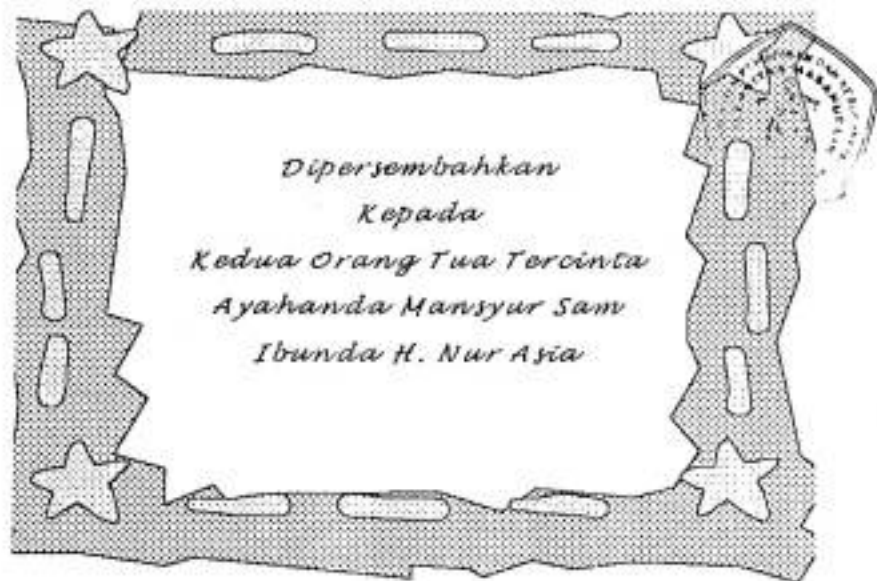 Dipersembahkan
Kepada
Kedua Orang Tua Tercinta
Ayahanda Mansyur Sam
Ibunda H. Nur Asia